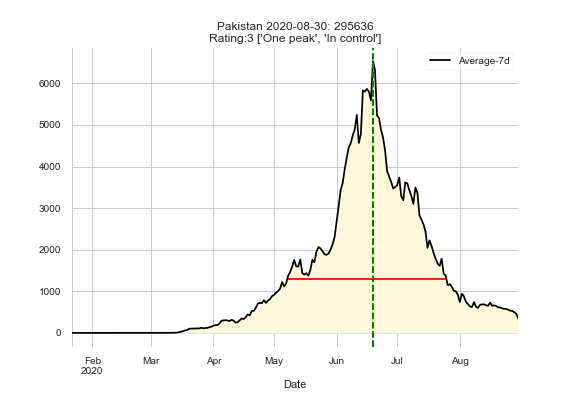 Pakistan 2020-08-30: 295636
Rating:3 ['One peak', 'In control']
Average-7d
6000
5000
4000
3000
2000
1000
0
Feb Mar Apr May Jun Jul Aug
2020
Date